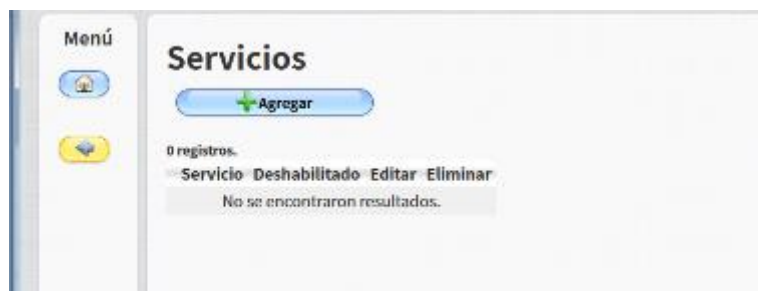 Menú
Servicios
Agregar
0 registros.
Servicio Deshabilitado Editar Eliminar
No se encontraron resultados.